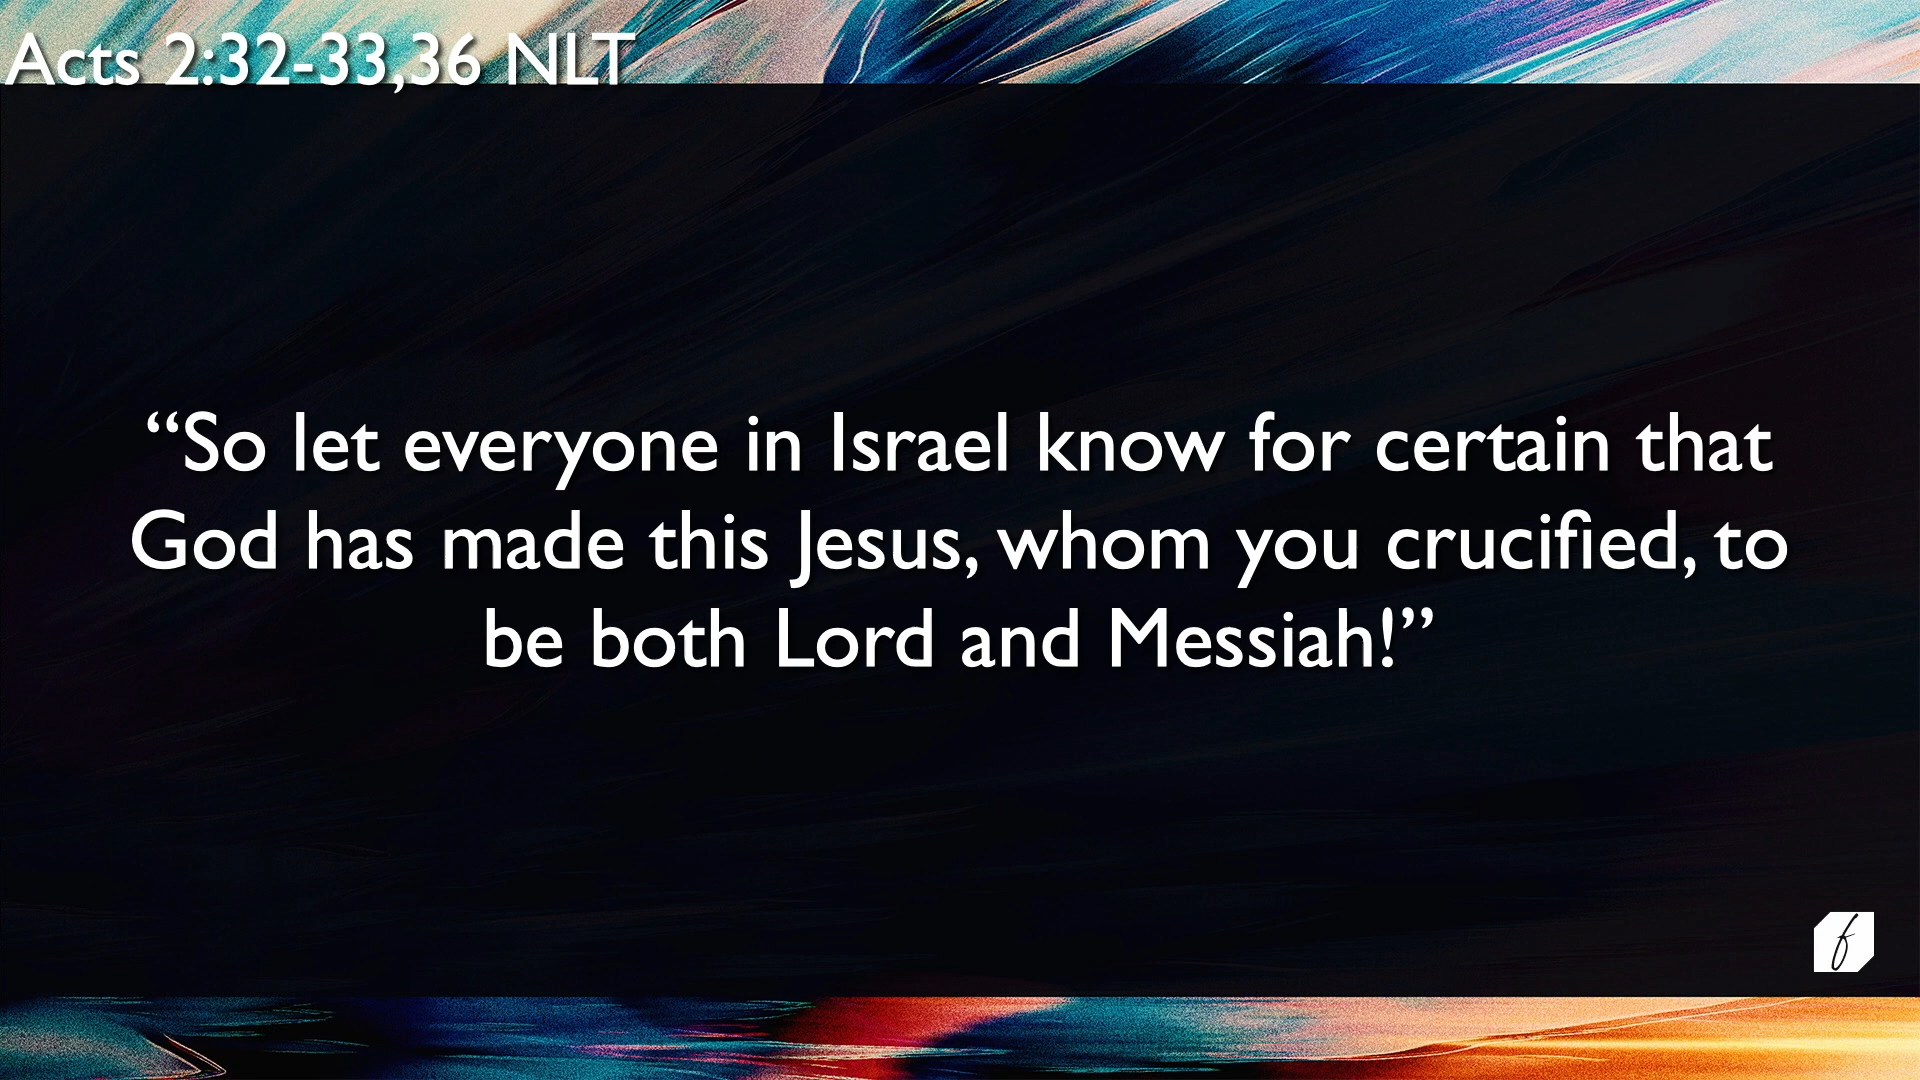 Acts 2:32-33,36 NLT
“So let everyone in Israel know for certain that
God has made this Jesus, whom you crucified, to
be both Lord and Messiah!”
f